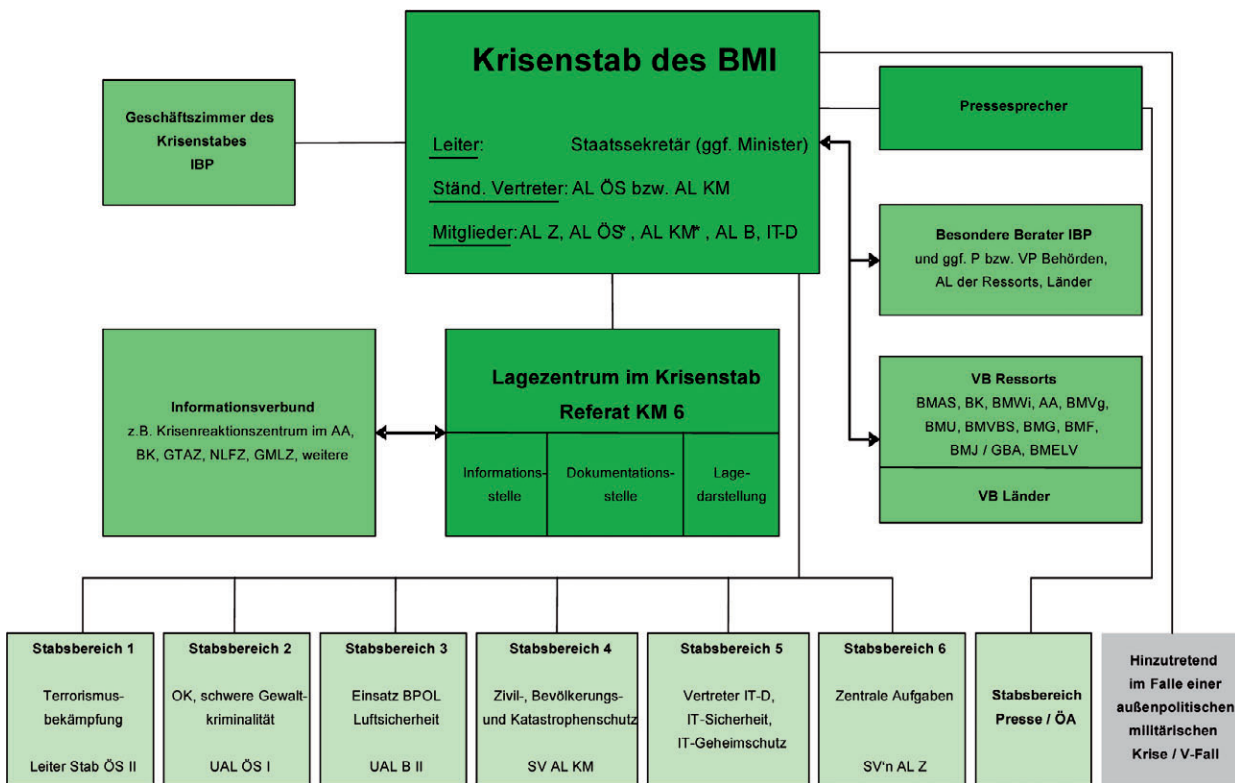 Krisenstab des BMI
Leiter: Staatssekretär (ggf. Minister)
Ständ. Vertreter: AL ÖS bzw. AL KM
Mitglieder: AL Z, AL ÖS*, AL KM*, AL B, IT-D
Geschäftszimmer des
Krisenstabes
IBP
Pressesprecher
Besondere Berater IBP
und ggf. P bzw. VP Behörden,
AL der Ressorts, Länder
Informationsverbund
z.B. Krisenreaktionszentrum im AA,
BK, GTAZ, NLFZ, GMLZ, weitere
Lagezentrum im Krisenstab
Referat KM 6
Informations-
stelle
Dokumentations-
stelle
Lage-
darstellung
VB Ressorts
BMAS, BK, BMWi, AA, BMVg,
BMU, BMVBS, BMG, BMF,
BMJ / GBA, BMELV
VB Länder
Stabsbereich 1
Terrorismus-
bekämpfung
Leiter Stab ÖS II
Stabsbereich 2
OK, schwere Gewalt-
kriminalität
UAL ÖS I
Stabsbereich 3
Einsatz BPOL
Luftsicherheit
UAL B II
Stabsbereich 4
Zivil-, Bevölkerungs-
und Katastrophenschutz
SV AL KM
Stabsbereich 5
Vertreter IT-D,
IT-Sicherheit,
IT-Geheimschutz
Stabsbereich 6
Zentrale Aufgaben
SV'n AL Z
Stabsbereich
Presse / ÖA
Hinzutretend
im Falle einer
außenpolitischen
militärischen
Krise / V-Fall